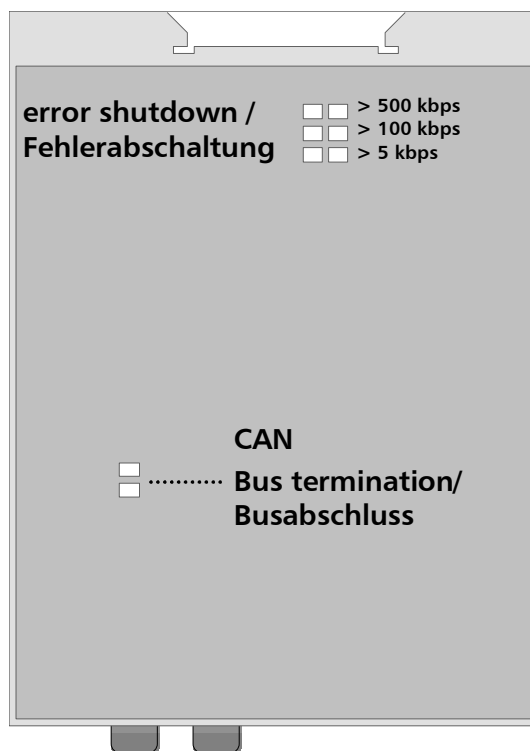 error shutdown /
Fehlerabschaltung
> 500 kbps
> 100 kbps
> 5 kbps
CAN
Bus termination/
Busabschluss